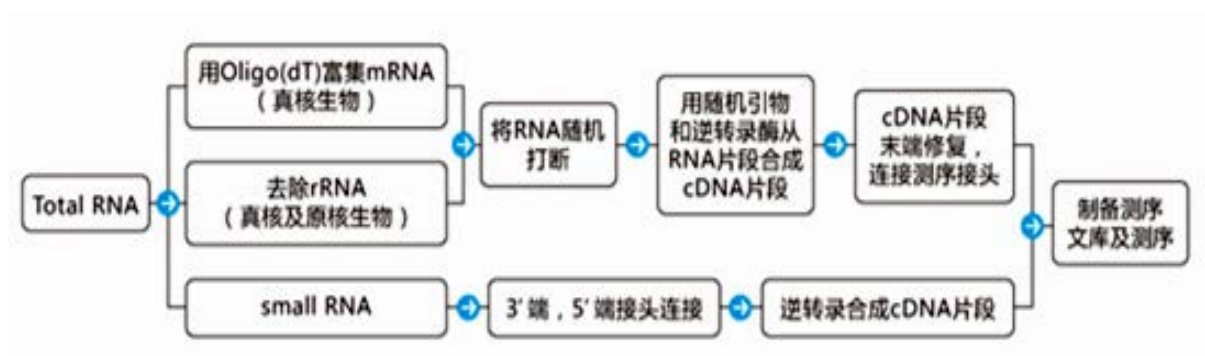 Total RNA
用Oligo(dT)富集mRNA
（真核生物）
去除rRNA
（真核及原核生物）
small RNA
将RNA随机
打断
用随机引物
和逆转录酶从
RNA片段合成
cDNA片段
cDNA片段
末端修复，
连接测序接头
3′端，5′端接头连接
逆转录合成cDNA片段
制备测序
文库及测序